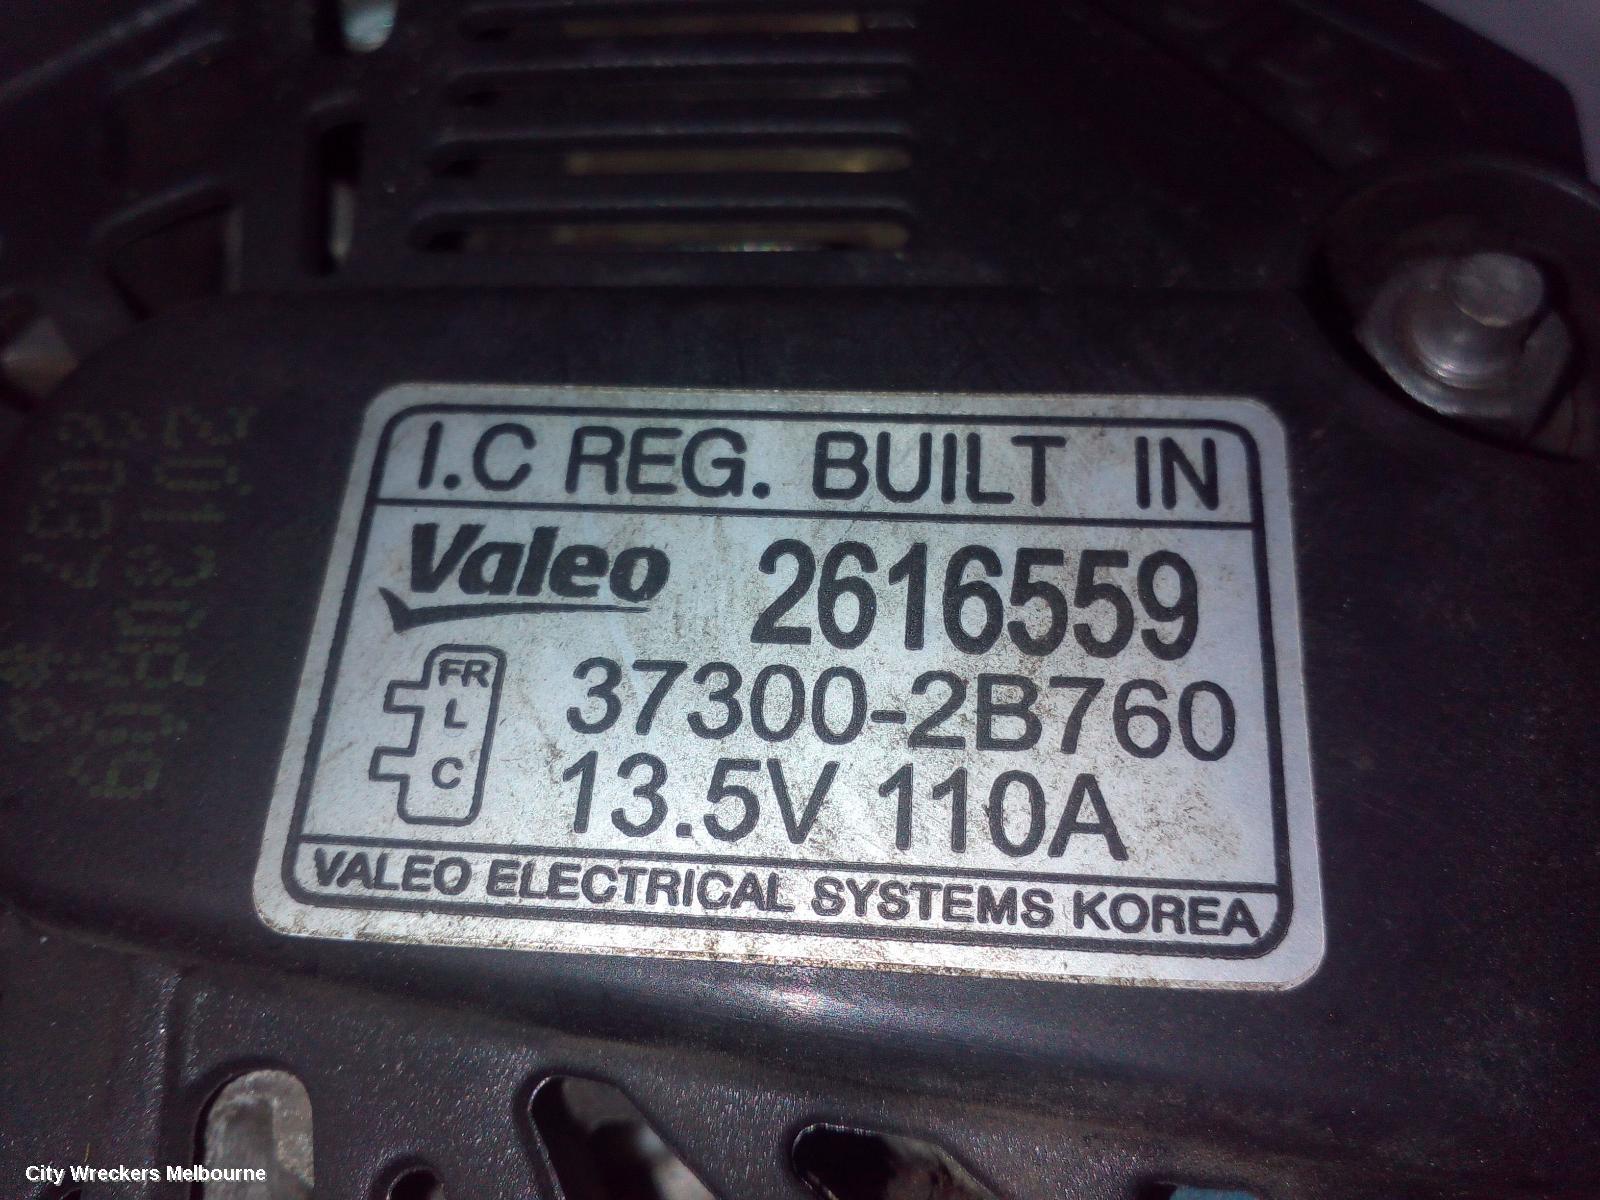 I.C REG. BUILT IN
Valeo 2616559
FR
L
C
37300-2B760
13.5V 110A
VALEO ELECTRICAL SYSTEMS KOREA
City Wreckers Melbourne